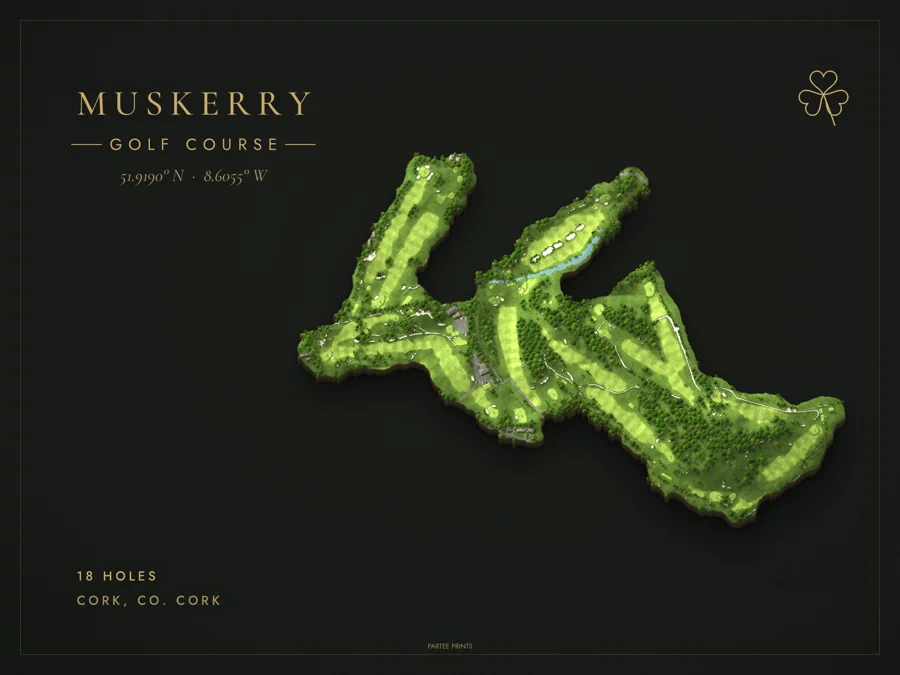 MUSKERRY
GOLF COURSE
51.9190° N · 8.6055° W
18 HOLES
CORK, CO. CORK
PARTEE PRINTS